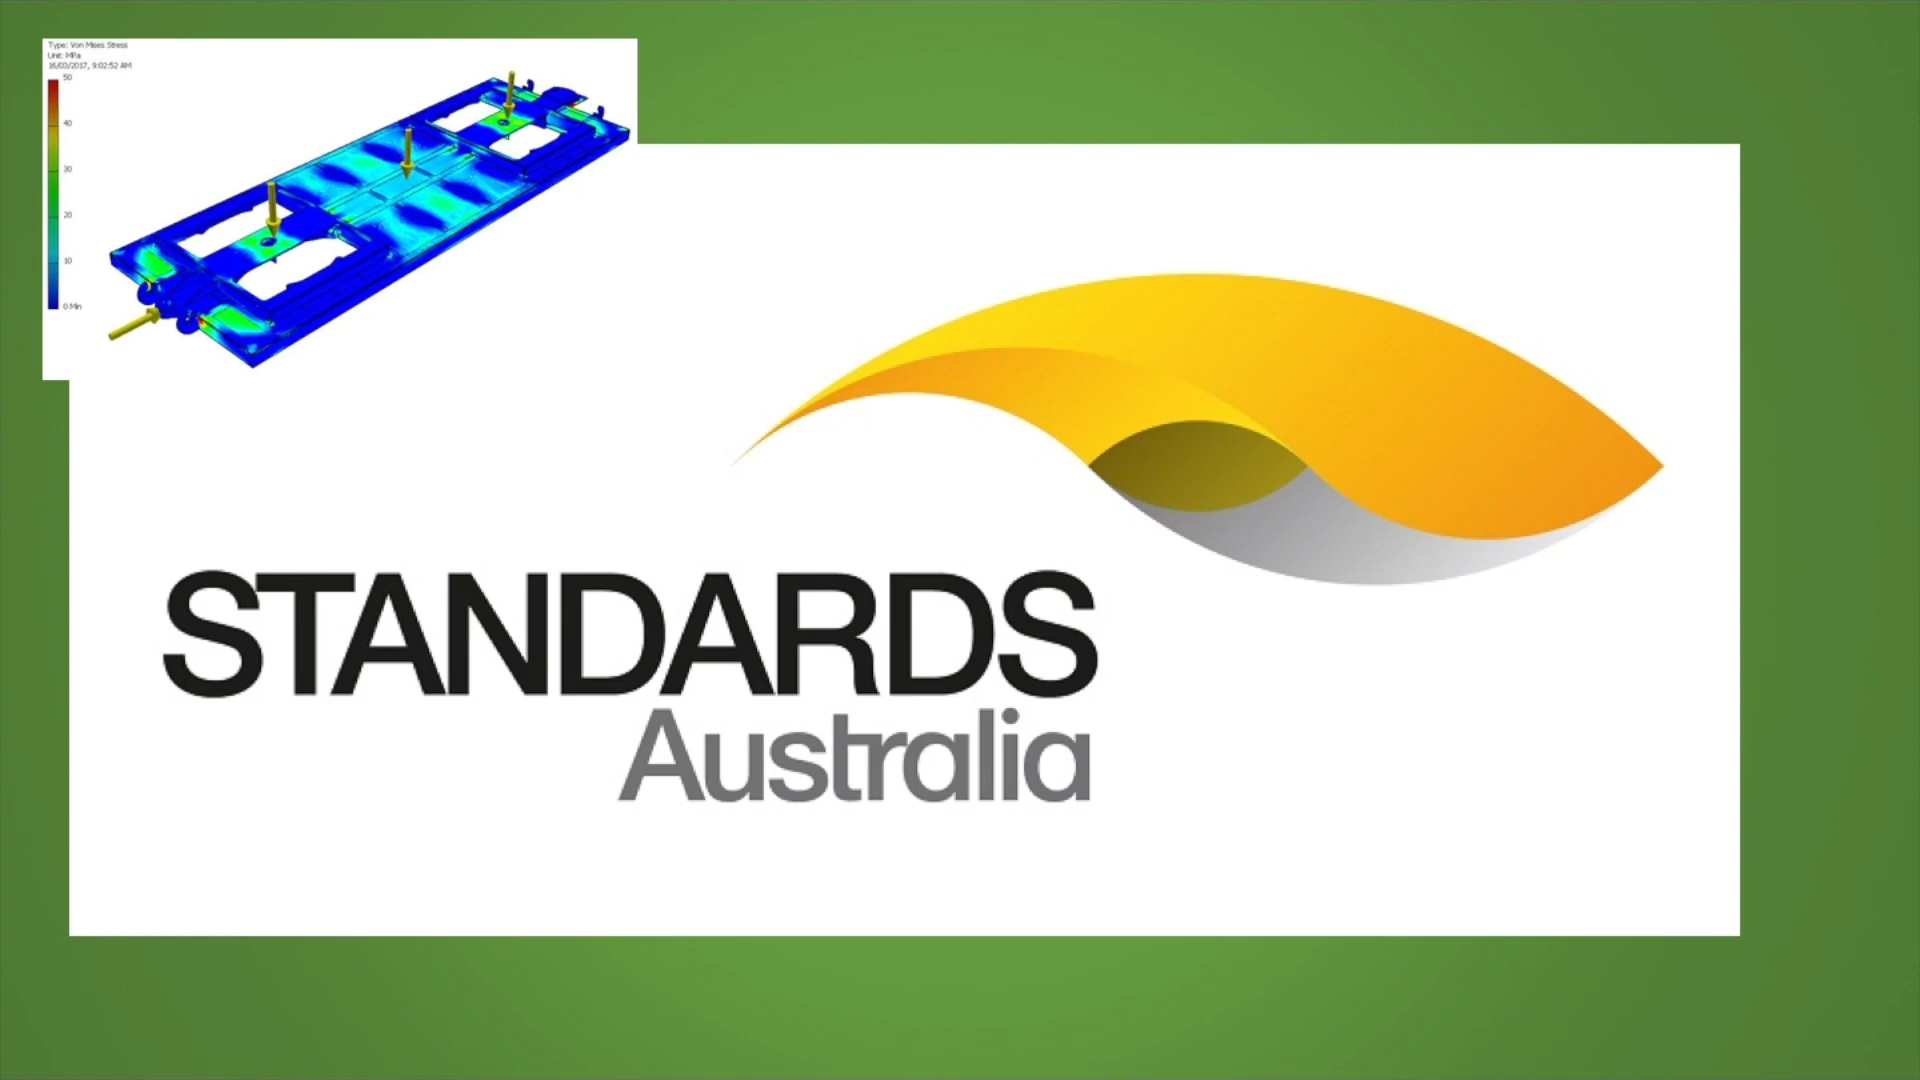 Type: Von Mises Stress
Unit: MPa
16/03/2017, 9:02:52 AM
50
40
30
20
10
0 Min
STANDARDS
Australia